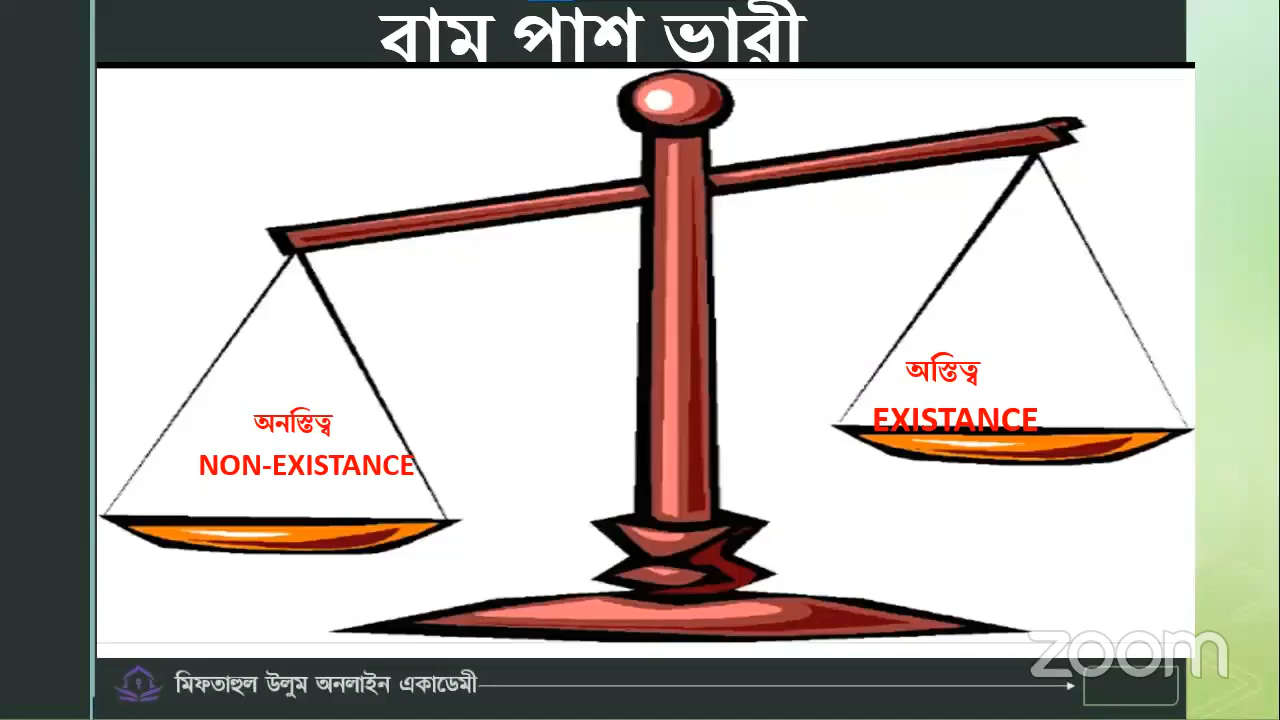 বাম পাশ ভারী
অস্তিত্ব
EXISTANCE
অনস্তিত্ব
NON-EXISTANCE
মিফতাহুল উলুম অনলাইন একাডেমী
zoom